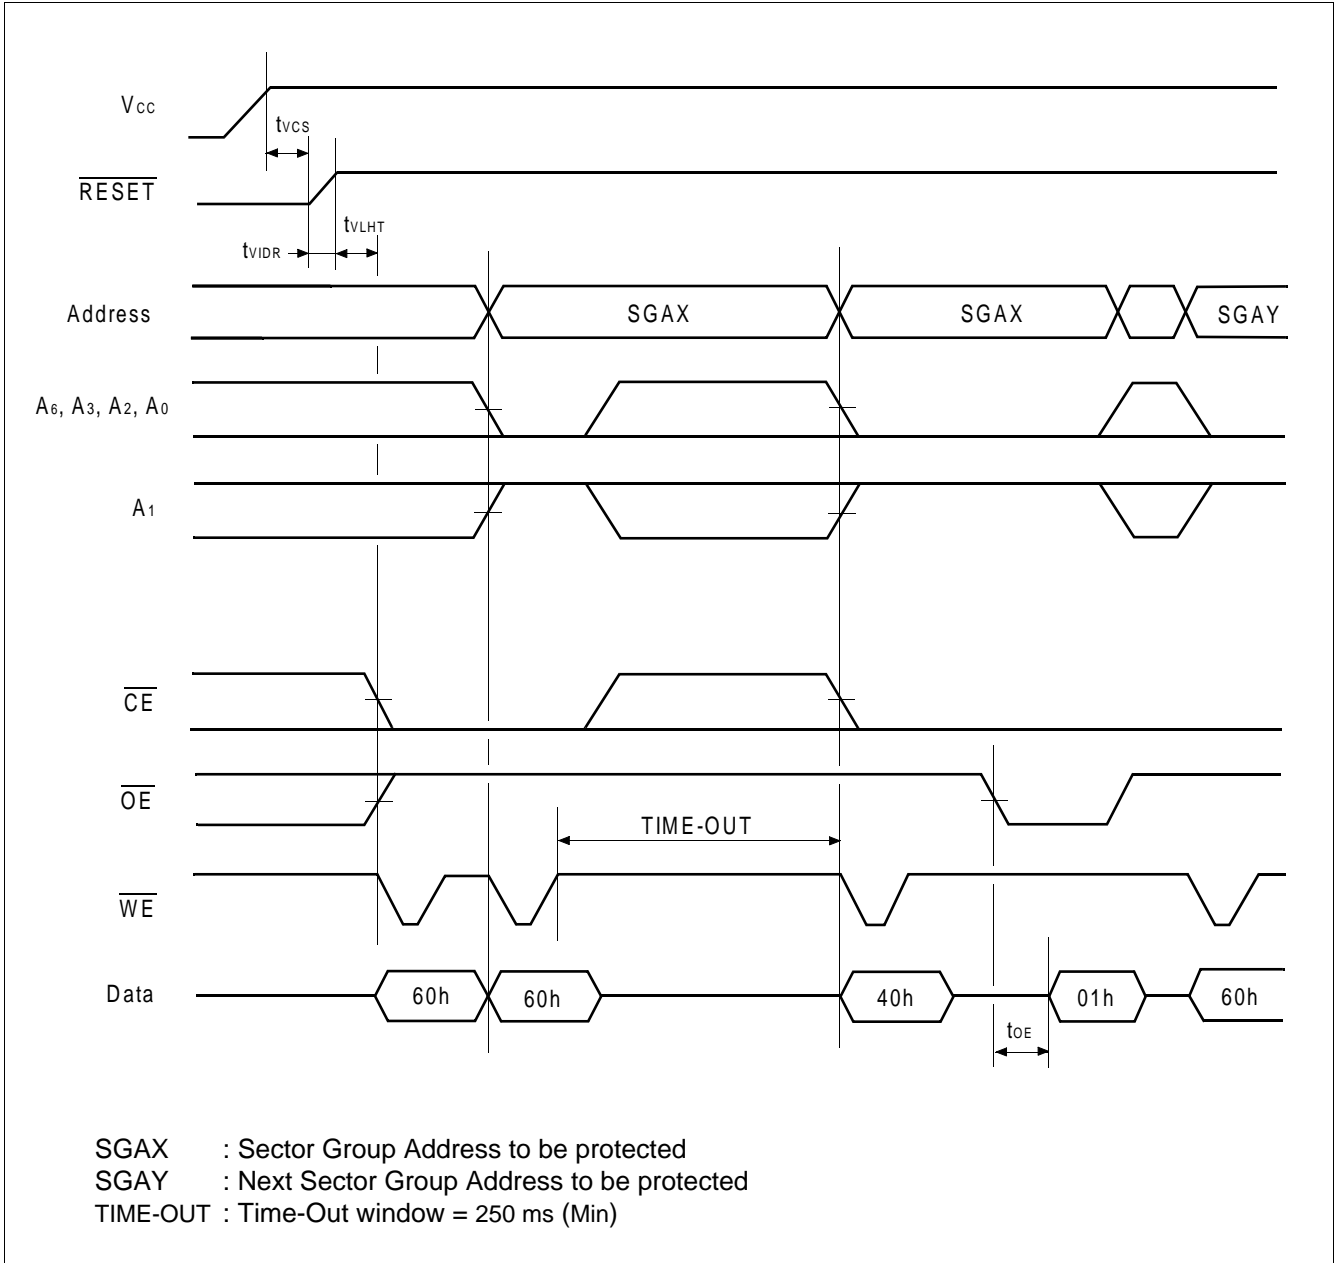 Vcc
tVCS
RESET
tVLHT
tVIDR
Address
SGAX
SGAX
SGAY
A6, A3, A2, A0
A1
CE
OE
TIME-OUT
WE
Data
60h
60h
40h
01h
60h
tOE
SGAX : Sector Group Address to be protected
SGAY : Next Sector Group Address to be protected
TIME-OUT : Time-Out window = 250 ms (Min)